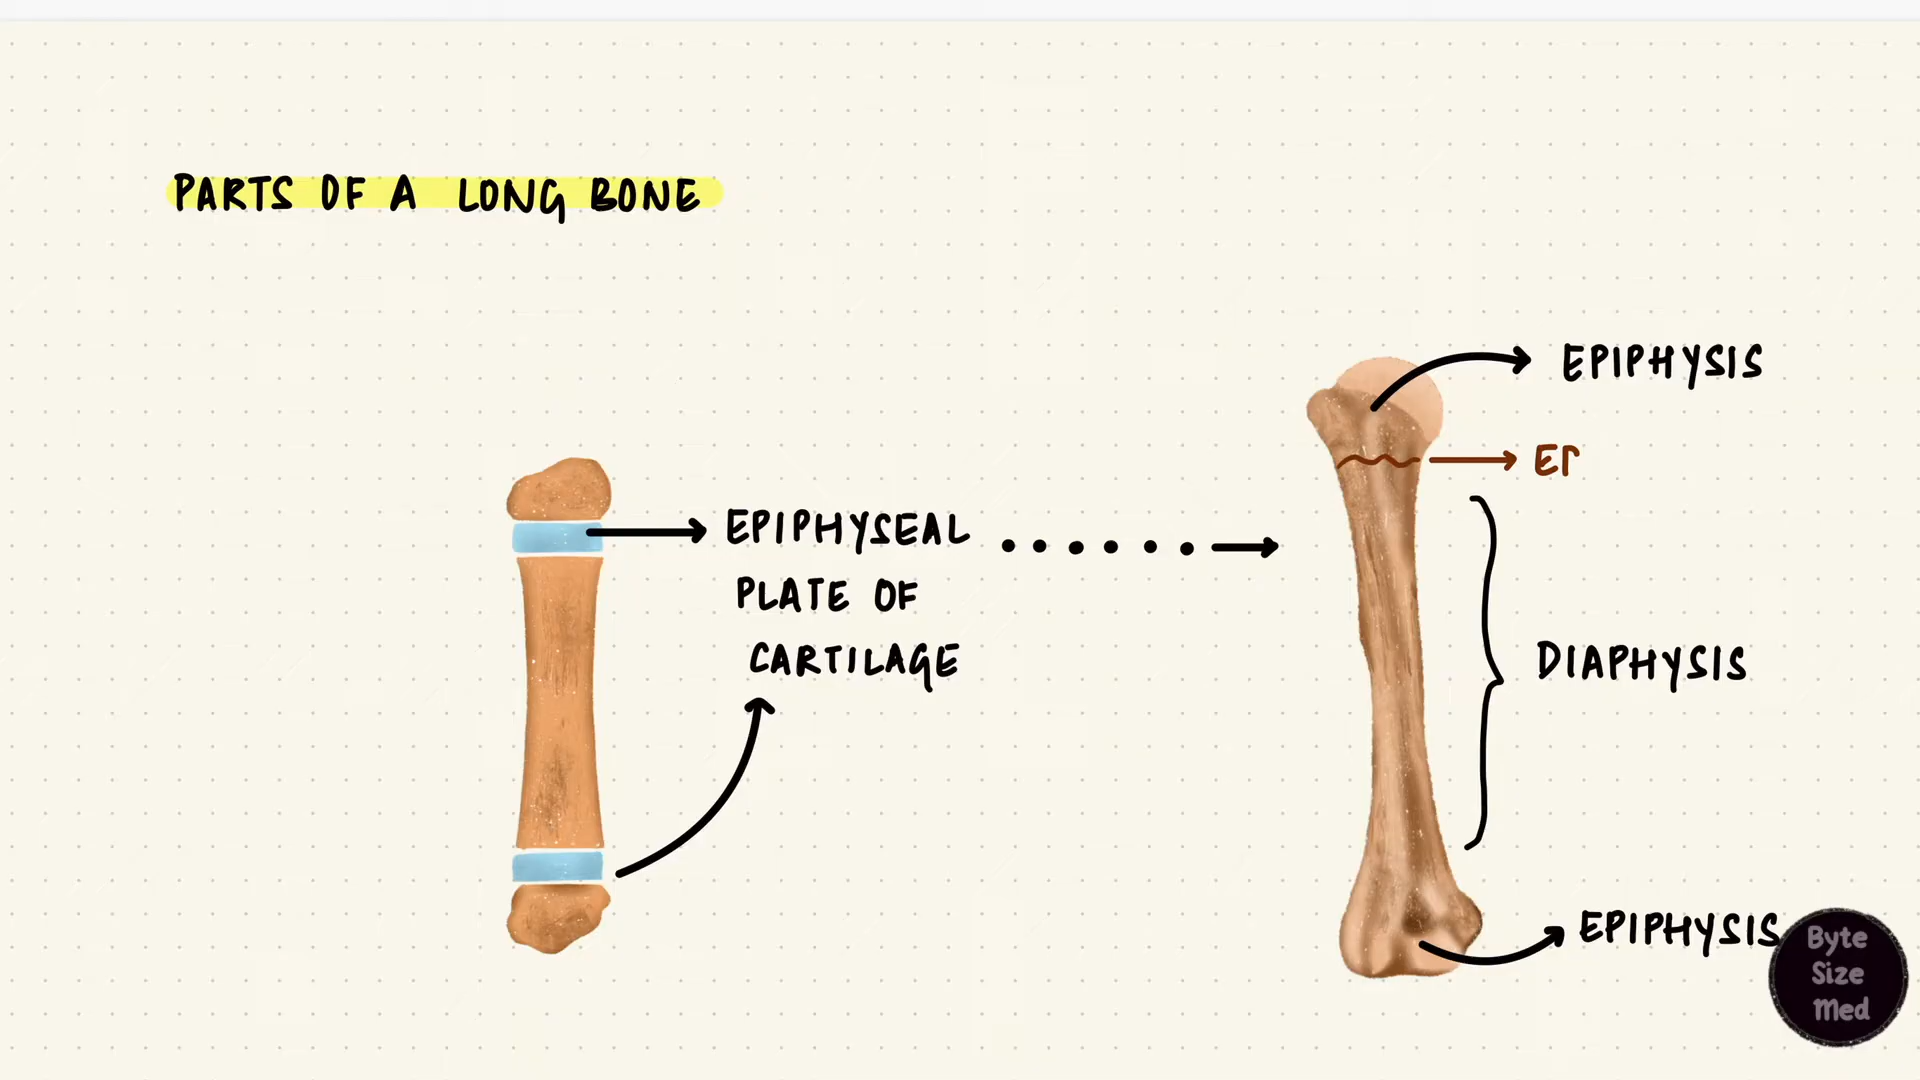 PARTS OF A LONG BONE
EPIPHYSEAL
PLATE OF
CARTILAGE
EPIPHYSIS
EP
DIAPHYSIS
EPIPHYSIS
Byte
Size
Med